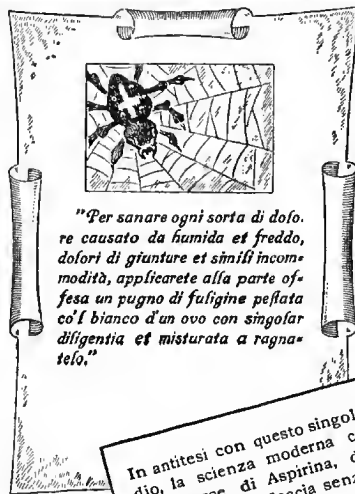 "Per sanare ogni sorta di dolo-
re causato da humida et freddo,
dolori di giunture et simili incom-
modità, applicarete alla parte of-
fesa un pugno di fuligine pestata
co'l bianco d'un ovo con singolar
diligentia et misturata a ragna-
telo."
In antitesi con questo singol
dio, la scienza moderna c
di Aspirina, d